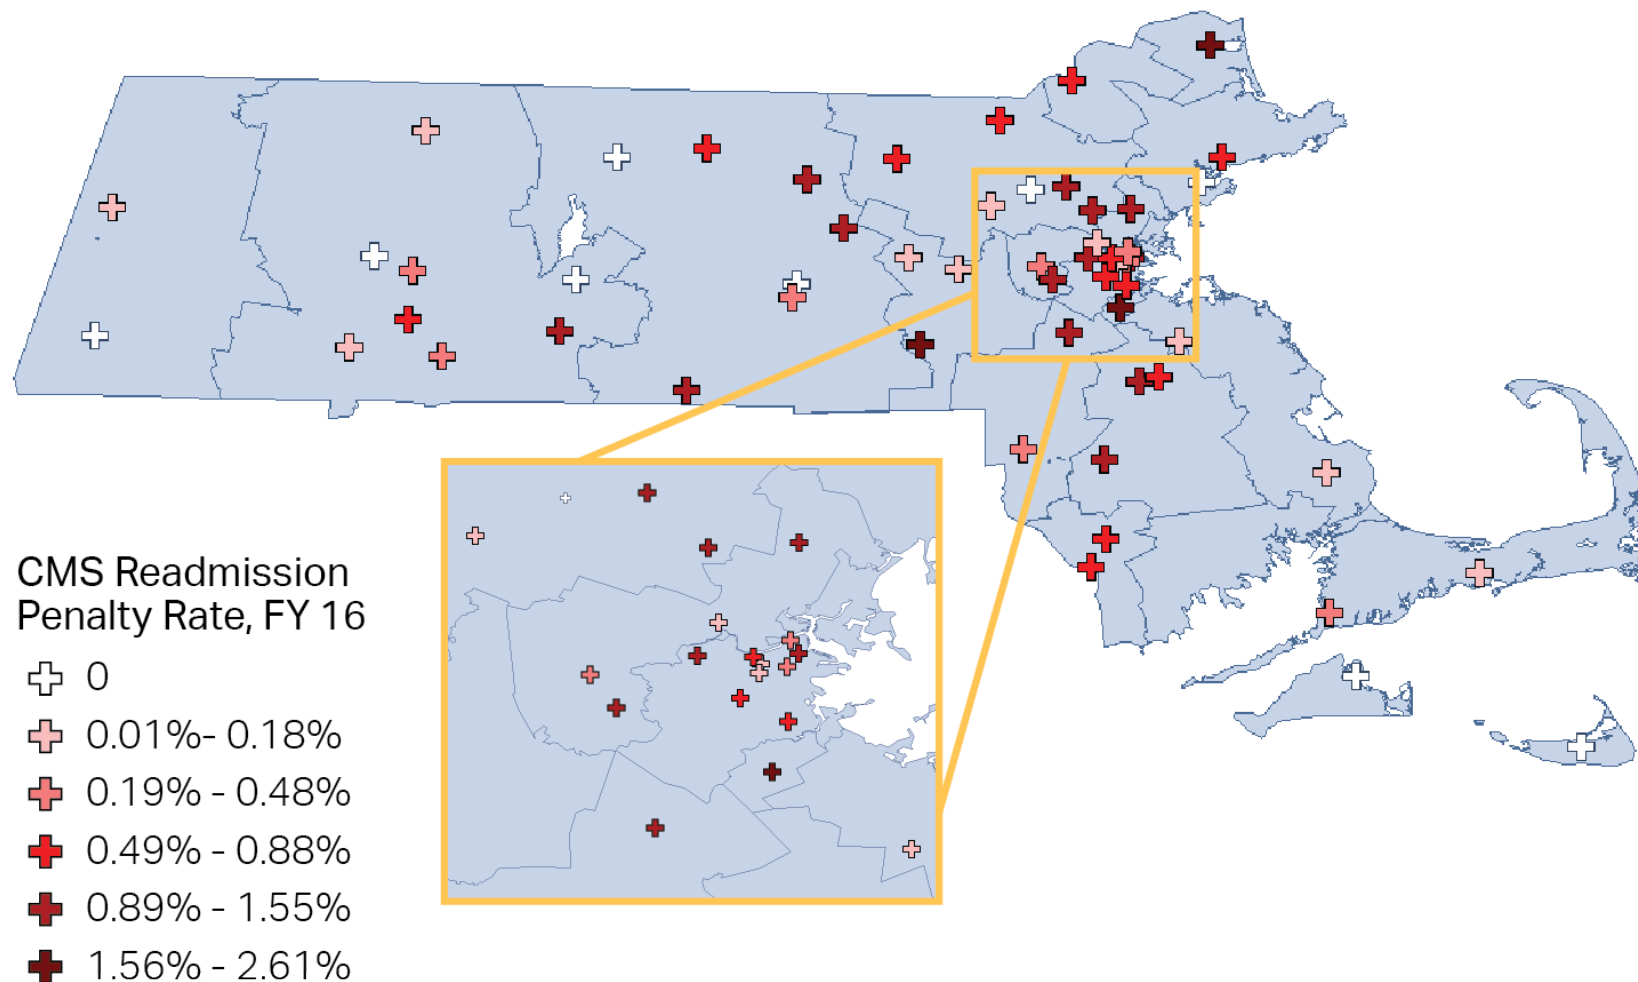 CMS Readmission
Penalty Rate, FY 16
0
0.01%- 0.18%
0.19% - 0.48%
0.49% - 0.88%
0.89% - 1.55%
1.56% - 2.61%